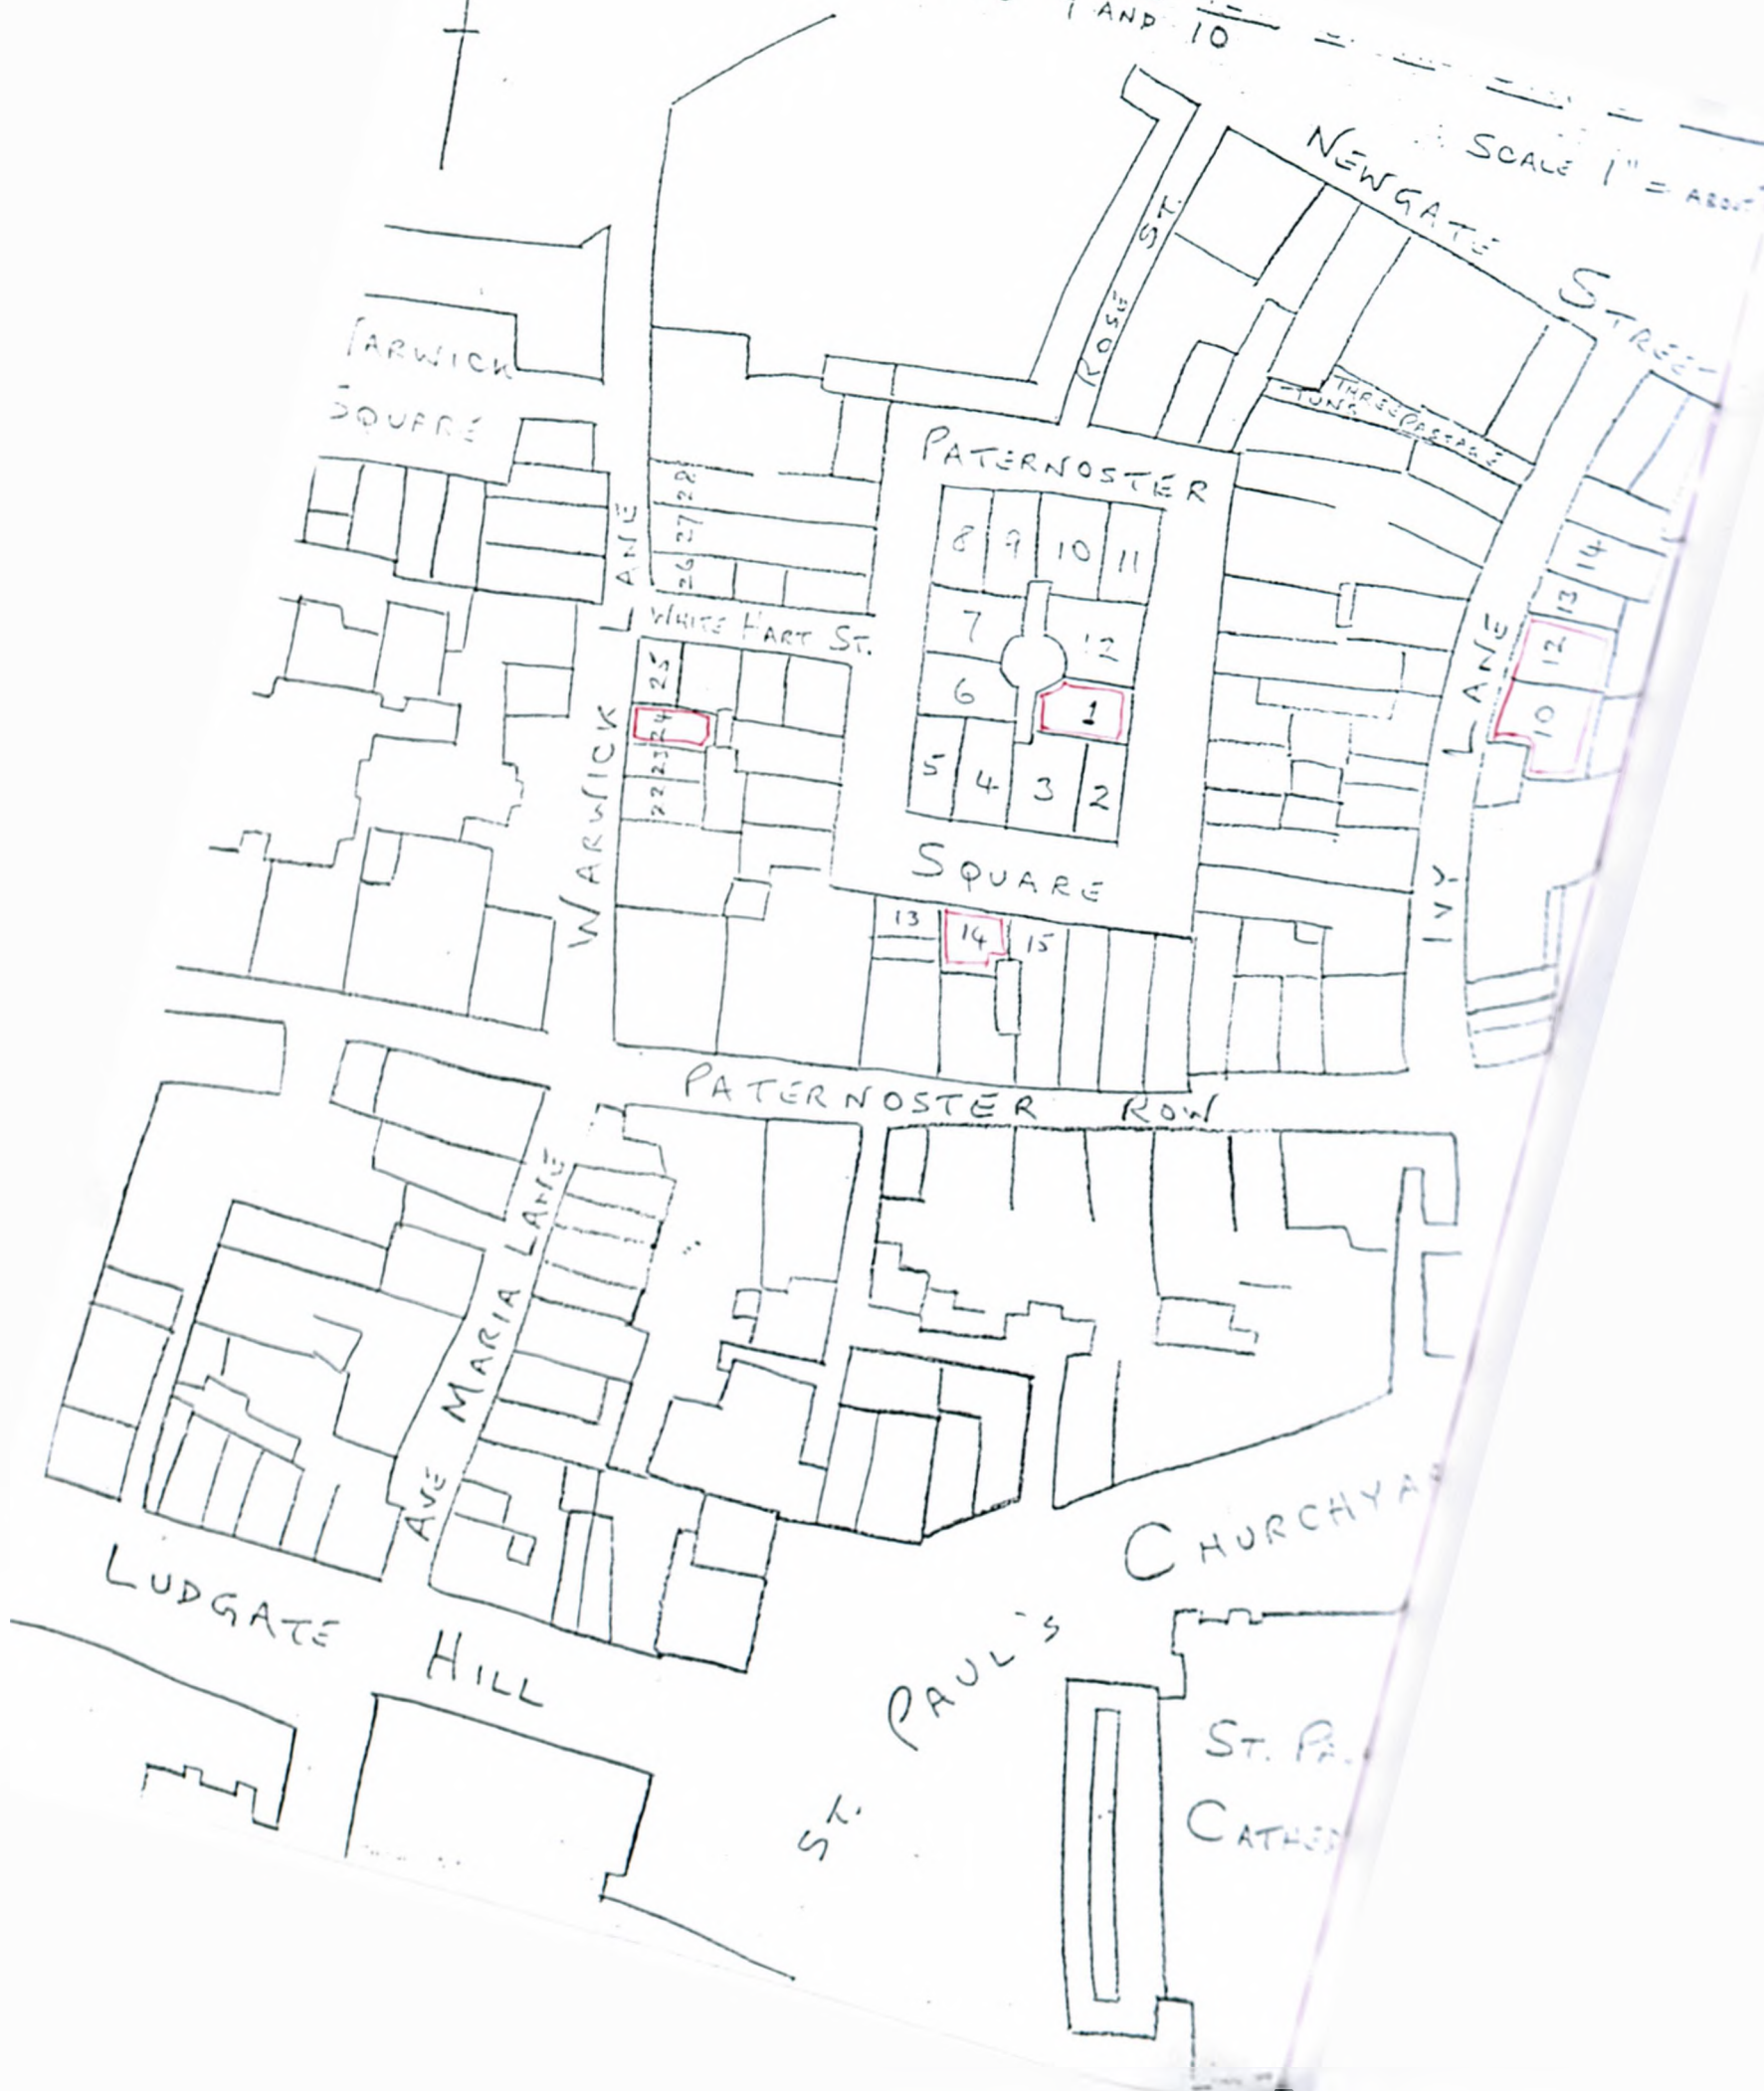 1 AND
10
SCALE 1" = ABOUT
NEWGATE STREET
ROSE ST.
WARWICK
SQUARE
THREE
TUNS
PASSAGE
PATERNOSTER
28
27
26
8 9 10 11
14
13
WHITE HART ST.
7 12
12
25
6 1
10
24
23
22
5 4 3 2
WARWICK LANE
IVY LANE
SQUARE
13 14 15
PATERNOSTER ROW
AVE MARIA LANE
LUDGATE HILL
ST. PAUL'S CHURCHYA
ST. PA
CATHED